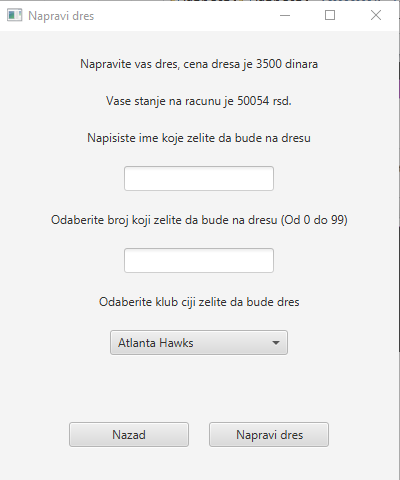 Napravi dres
Napravite vas dres, cena dresa je 3500 dinara
Vase stanje na racunu je 50054 rsd.
Napisiste ime koje zelite da bude na dresu
Odaberite broj koji zelite da bude na dresu (Od 0 do 99)
Odaberite klub ciji zelite da bude dres
Atlanta Hawks
Nazad
Napravi dres